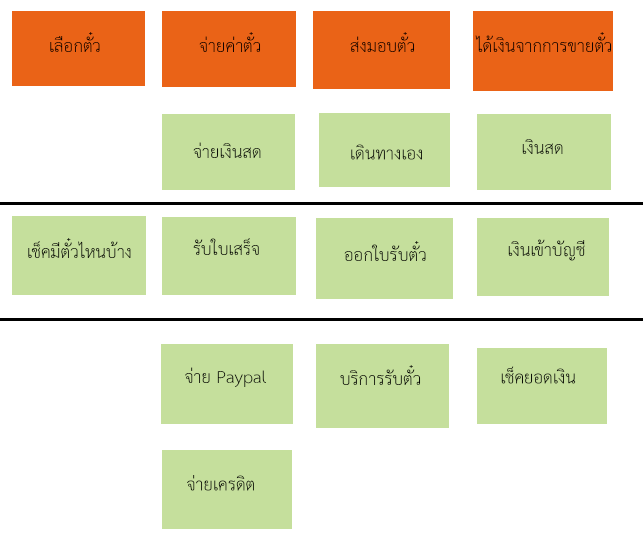 เลือกตั๋ว
จ่ายค่าตั๋ว
ส่งมอบตั๋ว
ได้เงินจากการขายตั๋ว
จ่ายเงินสด
เดินทางเอง
เงินสด
เช็คมีตั๋วไหนบ้าง
รับใบเสร็จ
ออกใบรับตั๋ว
เงินเข้าบัญชี
จ่าย Paypal
บริการรับตั๋ว
เช็คยอดเงิน
จ่ายเครดิต